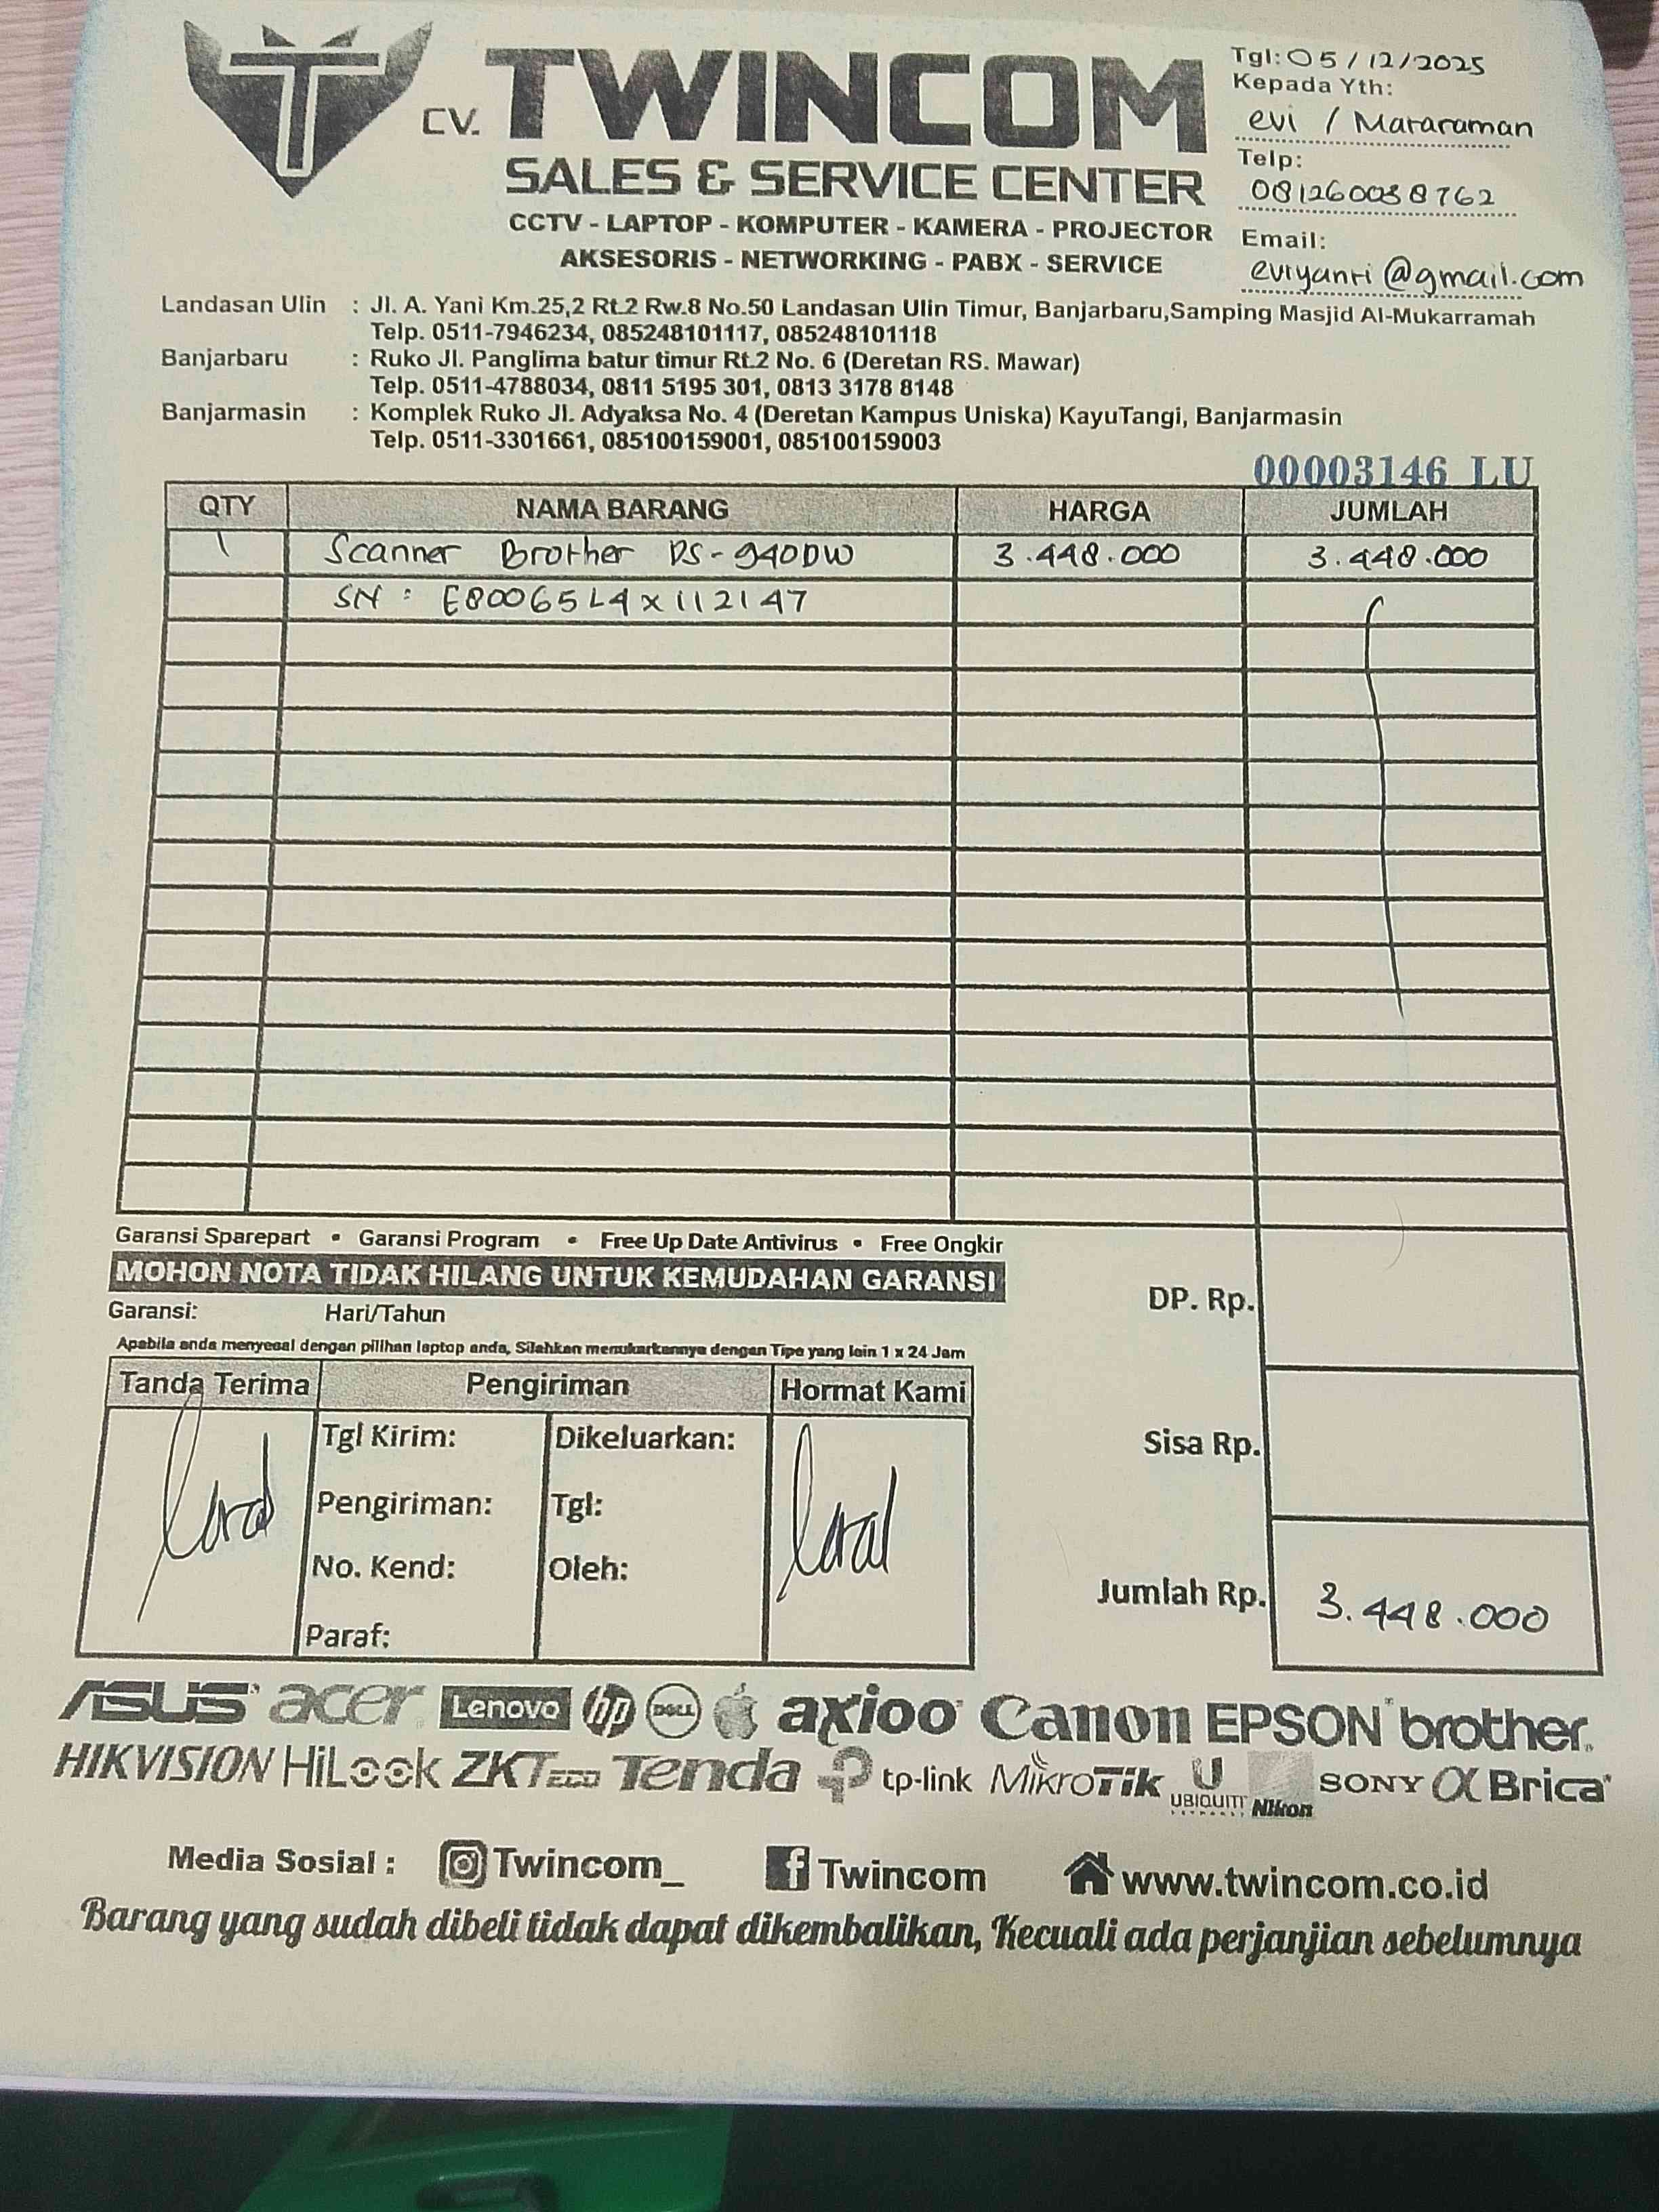 CV. TWINCOM
SALES & SERVICE CENTER
CCTV - LAPTOP - KOMPUTER - KAMERA - PROJECTOR
AKSESORIS - NETWORKING - PABX - SERVICE
Tgl: 05/12/2025
Kepada Yth:
evi / Mararaman
Telp:
081260038762
Email:
eviyanri@gmail.com
Landasan Ulin : Jl. A. Yani Km.25,2 Rt.2 Rw.8 No.50 Landasan Ulin Timur, Banjarbaru,Samping Masjid Al-Mukarramah
Telp. 0511-7946234, 085248101117, 085248101118
Banjarbaru : Ruko Jl. Panglima batur timur Rt.2 No. 6 (Deretan RS. Mawar)
Telp. 0511-4788034, 0811 5195 301, 0813 3178 8148
Banjarmasin : Komplek Ruko Jl. Adyaksa No. 4 (Deretan Kampus Uniska) KayuTangi, Banjarmasin
Telp. 0511-3301661, 085100159001, 085100159003
00003146 LU
QTY NAMA BARANG HARGA JUMLAH
1 Scanner Brother DS-940DW 3.448.000 3.448.000
SN : E80065L4x112147
Garansi Sparepart • Garansi Program • Free Up Date Antivirus • Free Ongkir
MOHON NOTA TIDAK HILANG UNTUK KEMUDAHAN GARANSI
Garansi: Hari/Tahun
Apabila anda menyesal dengan pilihan laptop anda, Silahkan menukarkannya dengan Tipe yang lain 1 x 24 Jam
DP. Rp.
Sisa Rp.
Jumlah Rp. 3.448.000
Tanda Terima Pengiriman Hormat Kami
Tgl Kirim: Dikeluarkan:
Pengiriman: Tgl:
No. Kend: Oleh:
Paraf:
ASUS acer Lenovo hp DELL axioo Canon EPSON brother
HIKVISION HiLook ZKTeco Tenda tp-link MikroTik U UBIQUITI Nikon SONY α Brica
Media Sosial : Twincom_ Twincom www.twincom.co.id
Barang yang sudah dibeli tidak dapat dikembalikan, Kecuali ada perjanjian sebelumnya